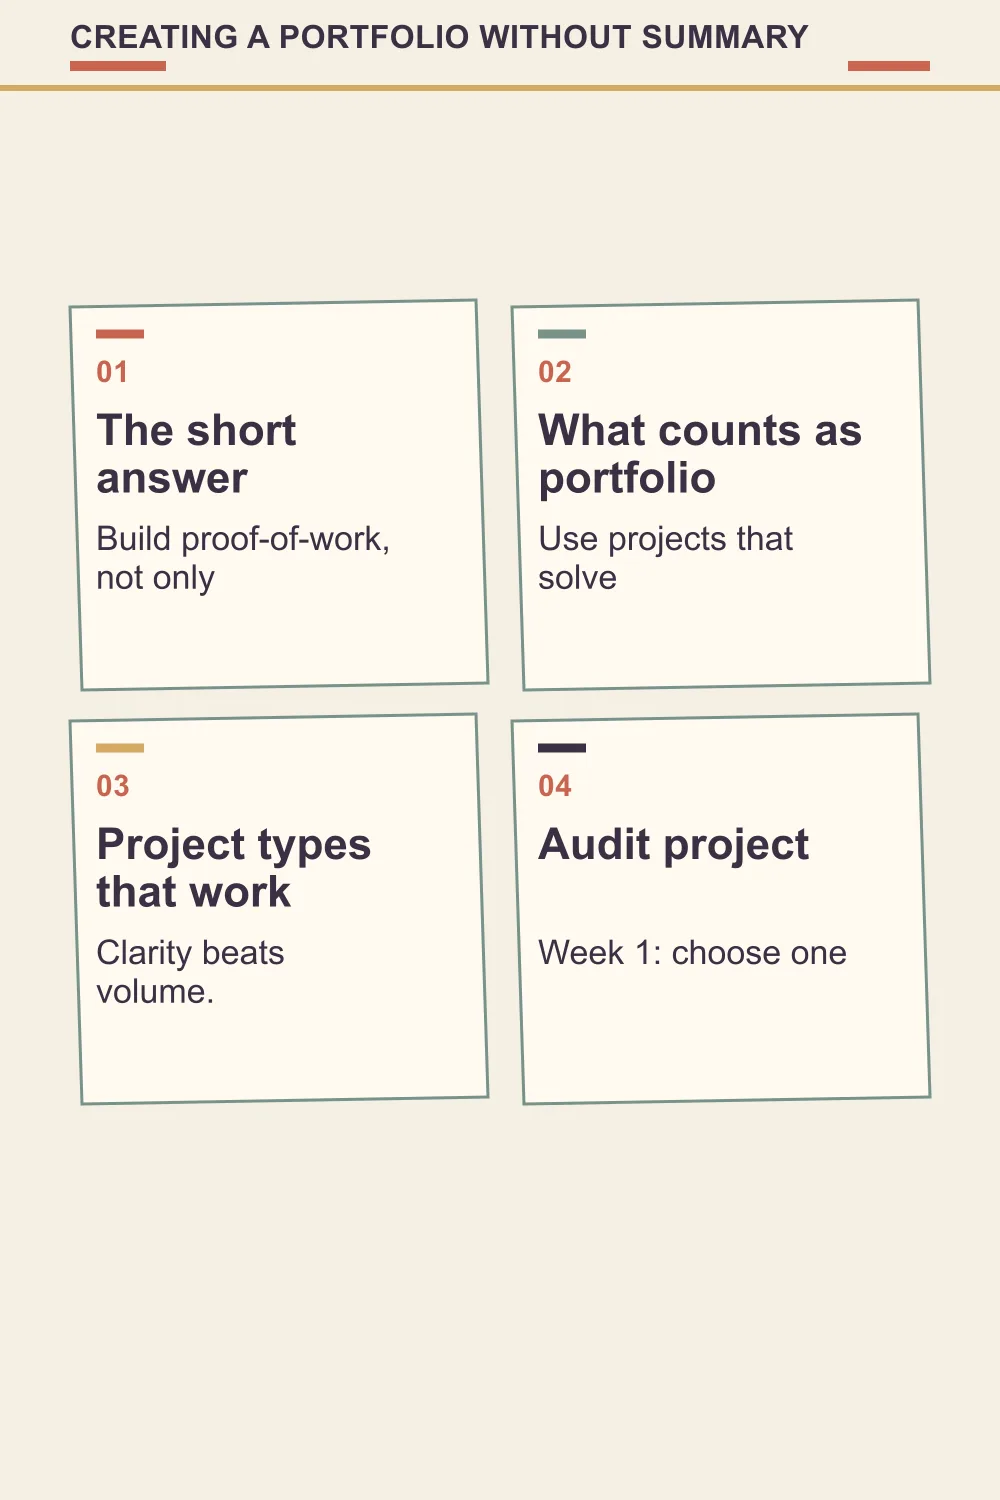 CREATING A PORTFOLIO WITHOUT SUMMARY
01
The short
answer
Build proof-of-work,
not only
02
What counts as
portfolio
Use projects that
solve
03
Project types
that work
Clarity beats
volume.
04
Audit project
Week 1: choose one